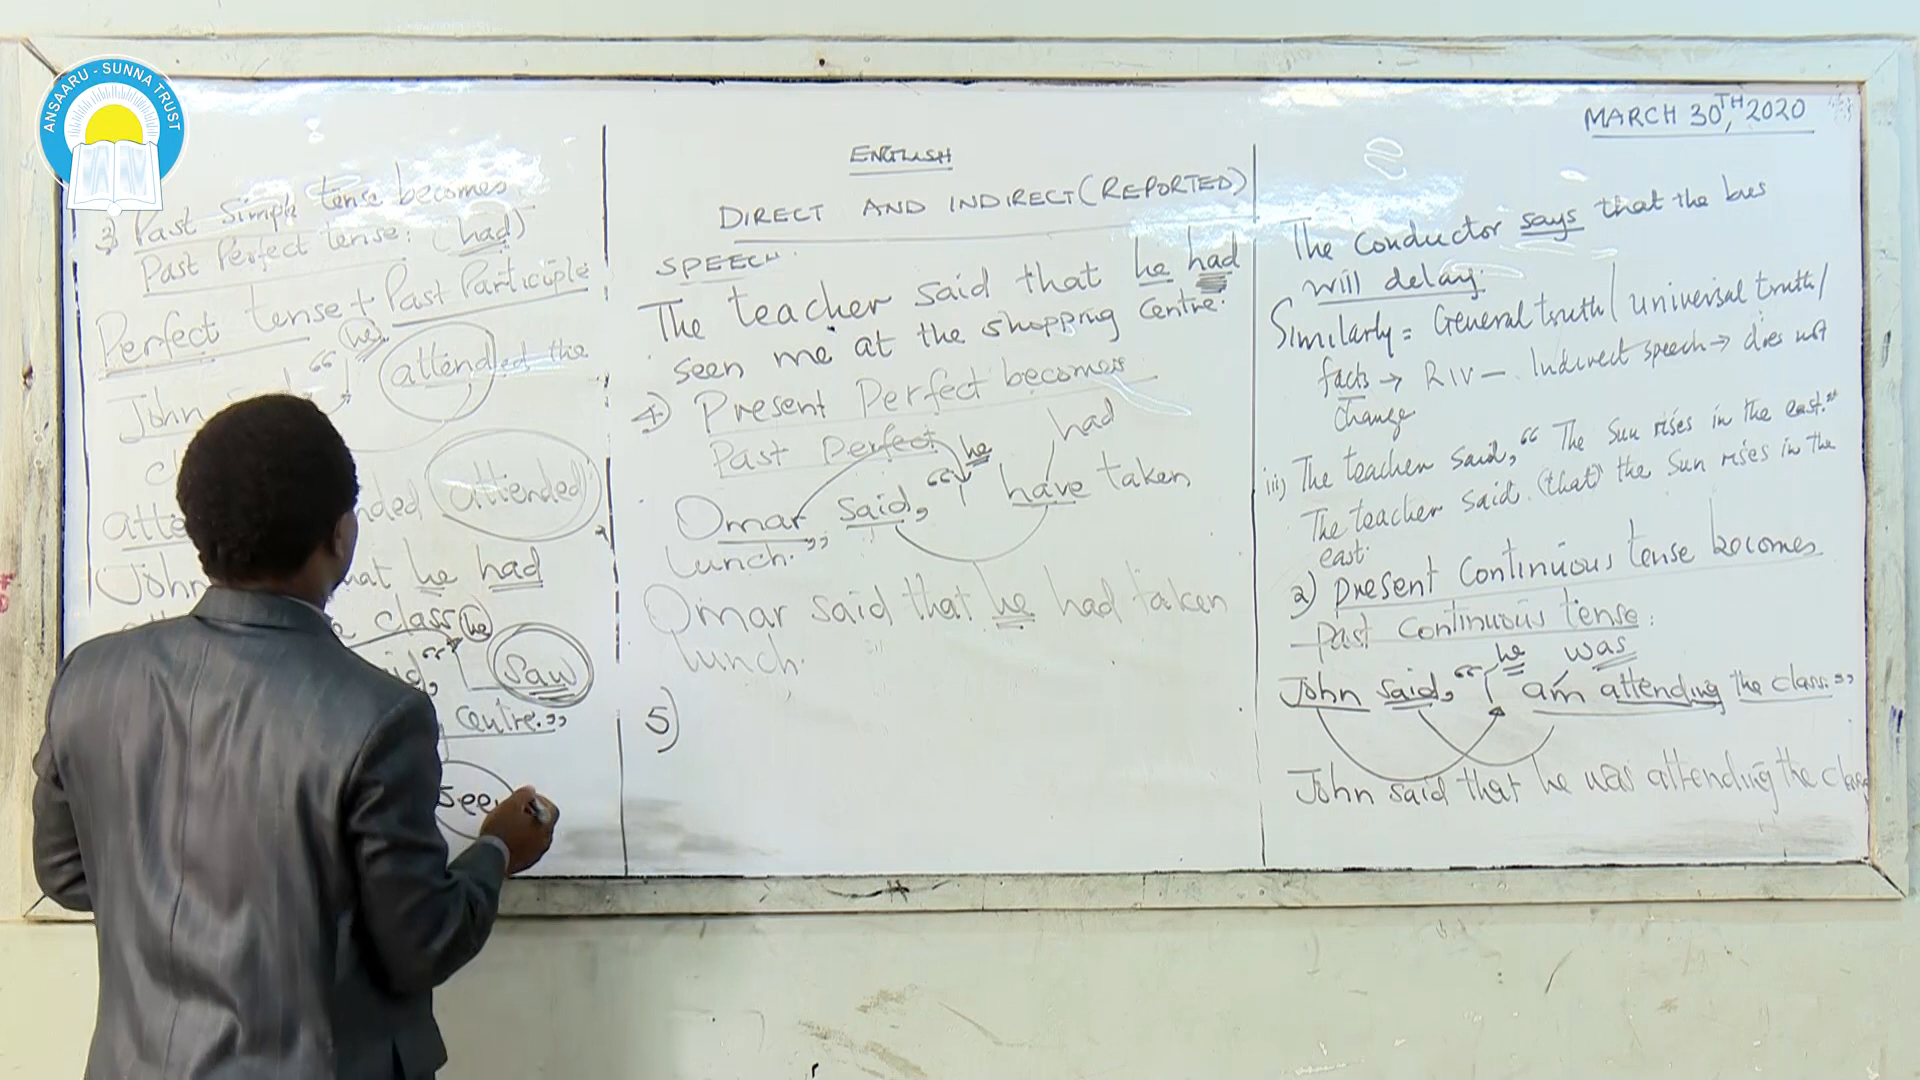 ANSAARU - SUNNA TRUST
3) Past Simple tense becomes
Past Perfect tense: (had)
Perfect tense + Past Participle
he
John “ I attended the
attended attended
John that he had
class
he
said, “ I saw
centre.”
seen
ENGLISH
DIRECT AND INDIRECT (REPORTED)
SPEECH
The teacher said that he had
seen me at the shopping centre.
4) Present Perfect becomes
Past Perfect
he had
Omar said, “ I have taken
lunch.”
Omar said that he had taken
lunch.
5)
MARCH 30TH, 2020
The conductor says that the bus
will delay.
Similarly = General truth / universal truth /
facts → RIV – Indirect speech → does not
change
iii) The teacher said, “ The Sun rises in the east.”
The teacher said (that) the Sun rises in the
east.
2) Present Continuous tense becomes
Past Continuous tense:
he was
John said, “ I am attending the class.”
John said that he was attending the class